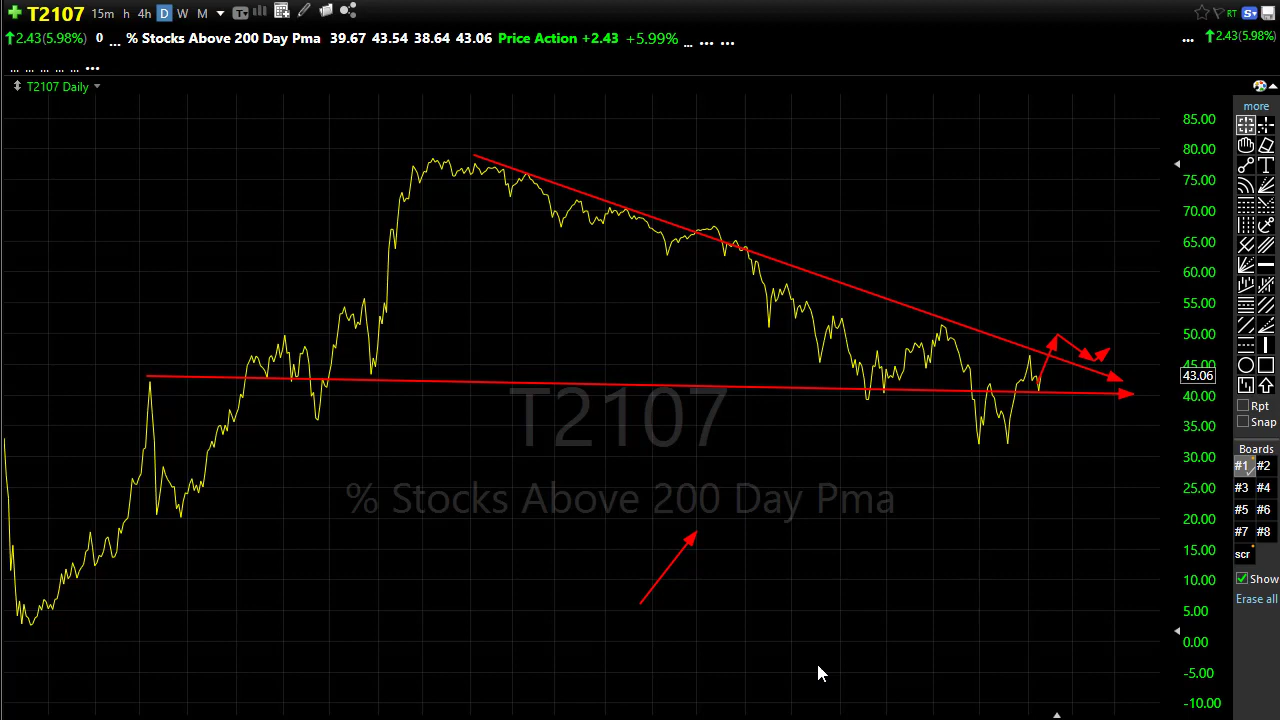 T2107 15m h 4h D W M T RT S
2.43(5.98%) 0 ... % Stocks Above 200 Day Pma 39.67 43.54 38.64 43.06 Price Action +2.43 +5.99% ... ... ... ... 2.43(5.98%)
... ... ... ... ... ...
T2107 Daily
more
85.00
80.00
75.00
70.00
65.00
60.00
55.00
50.00
45.00
43.06
40.00
35.00
30.00
25.00
20.00
15.00
10.00
5.00
0.00
-5.00
-10.00
T2107
% Stocks Above 200 Day Pma
T
Rpt
Snap
Boards
#1 #2
#3 #4
#5 #6
#7 #8
scr
Show
Erase all